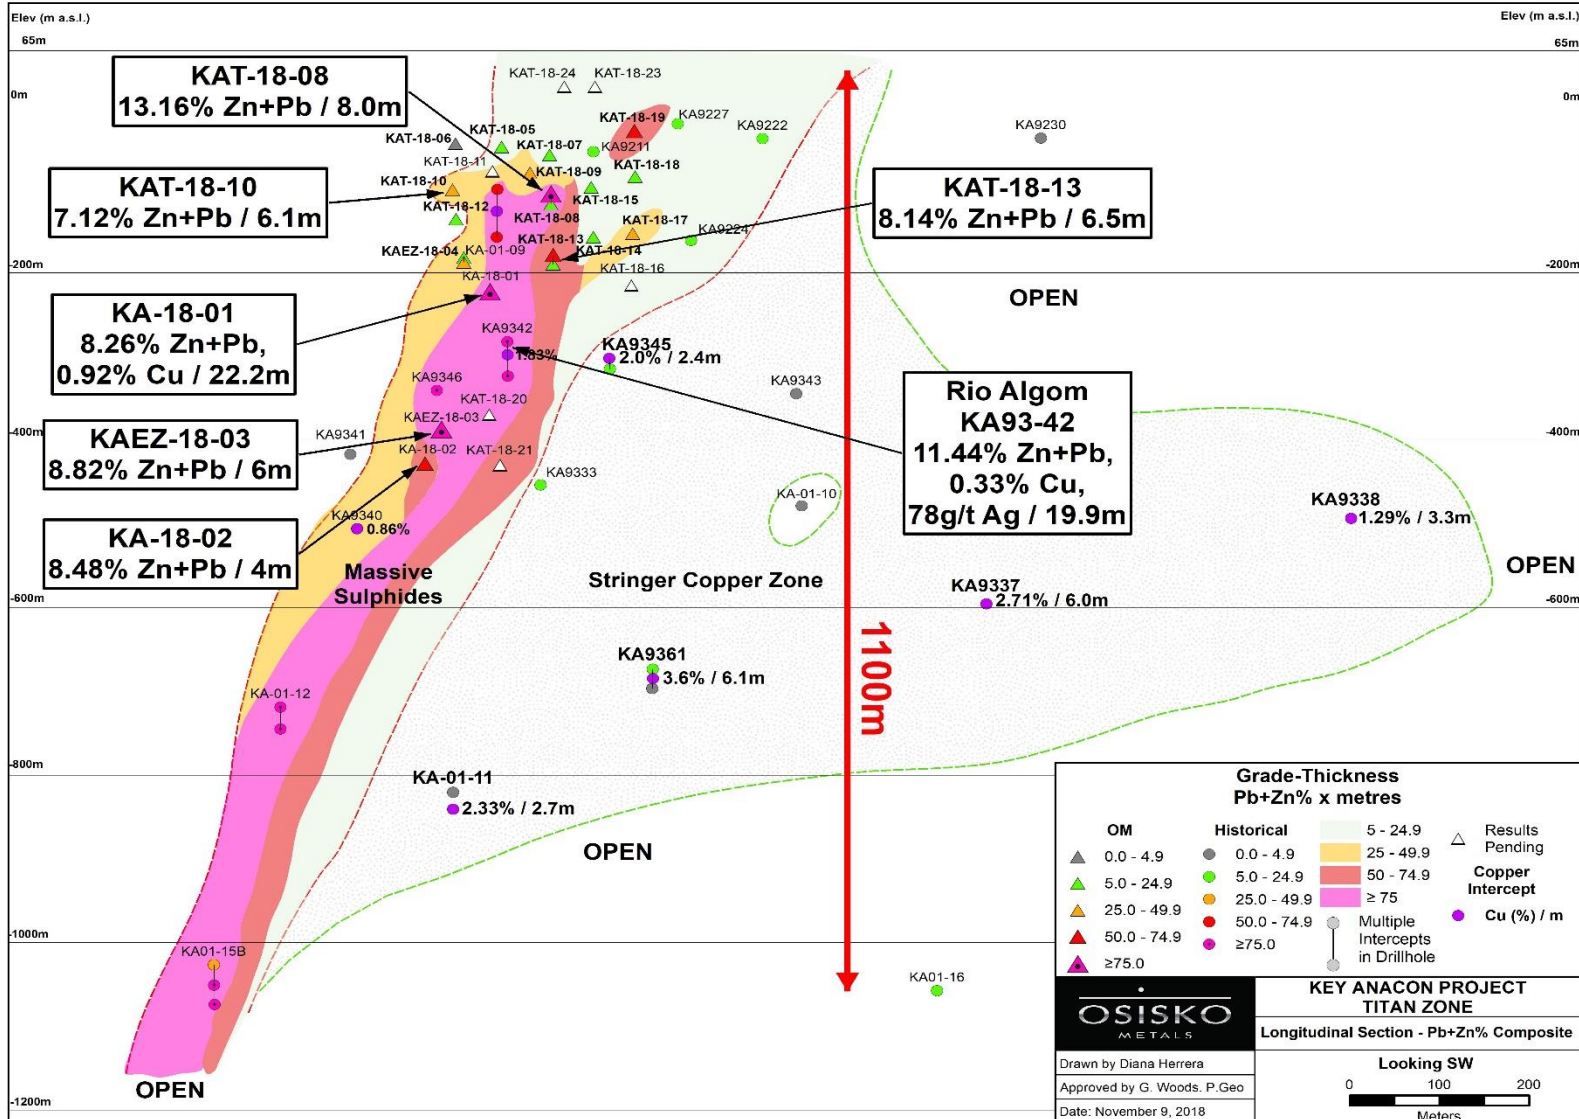 Elev (m a.s.l.)
Elev (m a.s.l.)
65m
65m
0m
0m
-200m
-200m
-400m
-400m
-600m
-600m
-800m
-800m
-1000m
-1000m
-1200m
-1200m
KAT-18-08
13.16% Zn+Pb / 8.0m
KAT-18-10
7.12% Zn+Pb / 6.1m
KA-18-01
8.26% Zn+Pb,
0.92% Cu / 22.2m
KAEZ-18-03
8.82% Zn+Pb / 6m
KA-18-02
8.48% Zn+Pb / 4m
KAT-18-13
8.14% Zn+Pb / 6.5m
Rio Algom
KA93-42
11.44% Zn+Pb,
0.33% Cu,
78g/t Ag / 19.9m
KAT-18-24
KAT-18-23
KAT-18-19
KA9227
KA9222
KA9230
KAT-18-06
KAT-18-05
KAT-18-07
KA9211
KAT-18-11
KAT-18-09
KAT-18-18
KAT-18-10
KAT-18-15
KAT-18-12
KAT-18-08
KAT-18-17
KA9224
KAT-18-13
KAT-18-14
KAEZ-18-04
KA-01-09
KAT-18-16
KA-18-01
OPEN
KA9342
1.83%
KA9345
2.0% / 2.4m
KA9346
KA9343
KAT-18-20
KAEZ-18-03
KA9341
KA-18-02
KAT-18-21
KA9333
KA-01-10
KA9338
1.29% / 3.3m
KA9340
0.86%
OPEN
Massive
Sulphides
Stringer Copper Zone
KA9337
2.71% / 6.0m
1100m
KA9361
3.6% / 6.1m
KA-01-12
KA-01-11
2.33% / 2.7m
OPEN
KA01-15B
KA01-16
OPEN
Grade-Thickness
Pb+Zn% x metres
OM
0.0 - 4.9
5.0 - 24.9
25.0 - 49.9
50.0 - 74.9
≥75.0
Historical
0.0 - 4.9
5.0 - 24.9
25.0 - 49.9
50.0 - 74.9
≥75.0
5 - 24.9
25 - 49.9
50 - 74.9
≥ 75
Multiple
Intercepts
in Drillhole
Results
Pending
Copper
Intercept
Cu (%) / m
OSISKO
METALS
KEY ANACON PROJECT
TITAN ZONE
Longitudinal Section - Pb+Zn% Composite
Drawn by Diana Herrera
Approved by G. Woods. P.Geo
Date: November 9, 2018
Looking SW
0 100 200
Meters